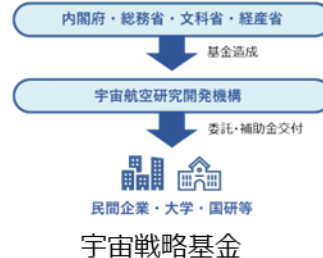 内閣府・総務省・文科省・経産省
基金造成
宇宙航空研究開発機構
委託・補助金交付
民間企業・大学・国研等
宇宙戦略基金